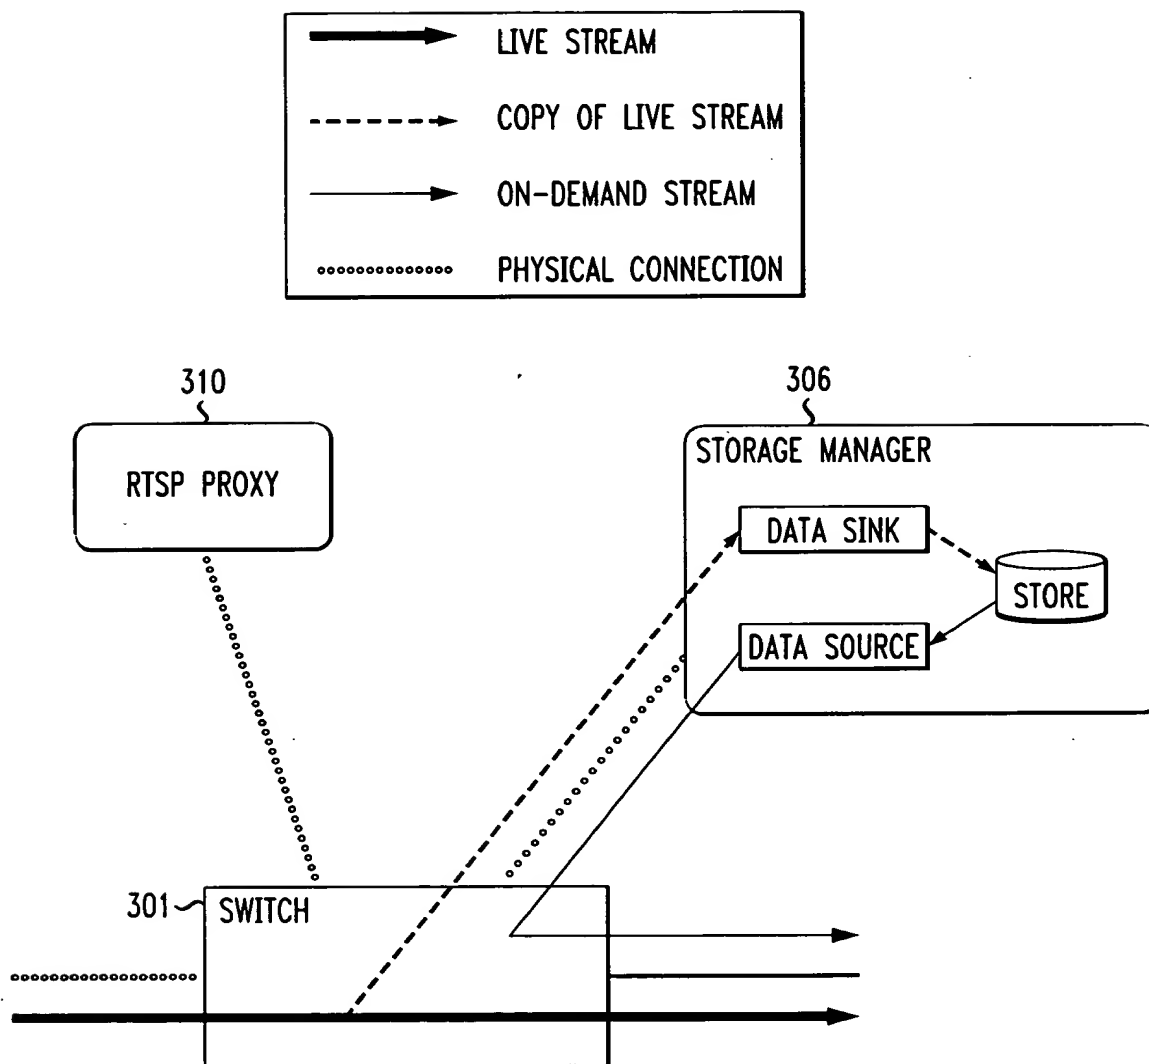 LIVE STREAM
COPY OF LIVE STREAM
ON-DEMAND STREAM
PHYSICAL CONNECTION
310
RTSP PROXY
306
STORAGE MANAGER
DATA SINK
STORE
DATA SOURCE
301
SWITCH